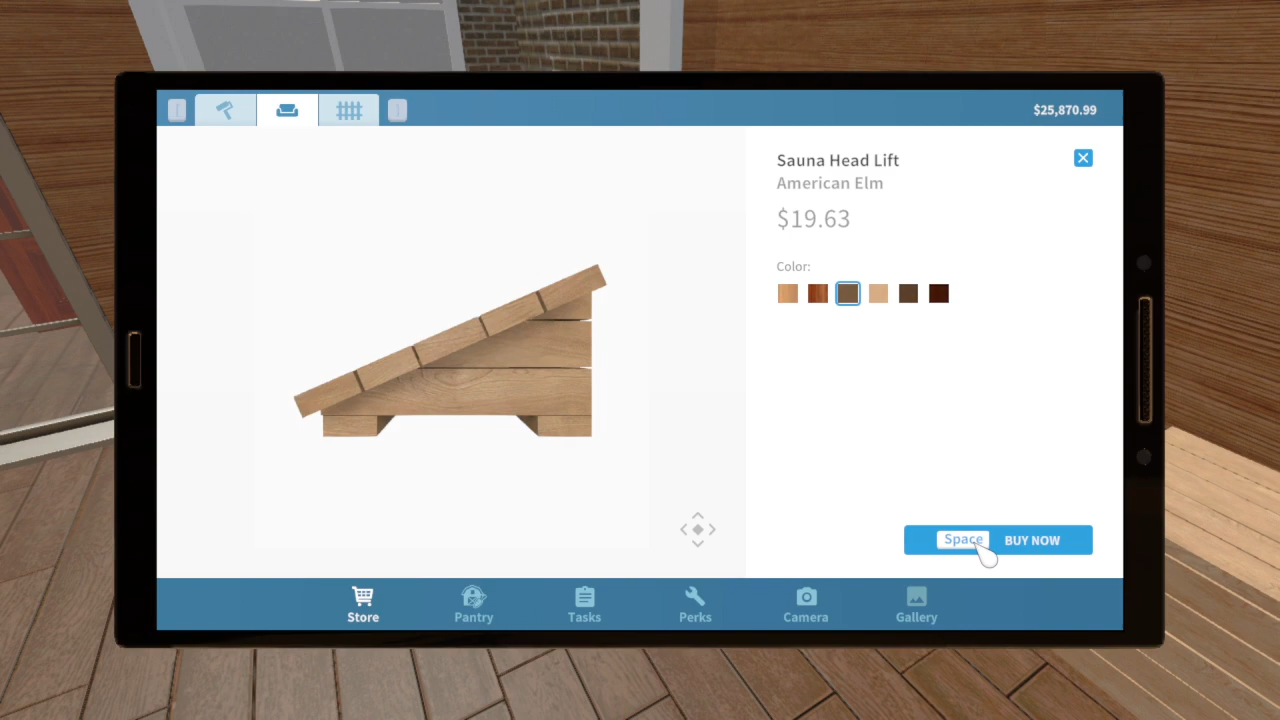 $25,870.99
Sauna Head Lift
American Elm
$19.63
Color:
Space BUY NOW
Store
Pantry
Tasks
Perks
Camera
Gallery